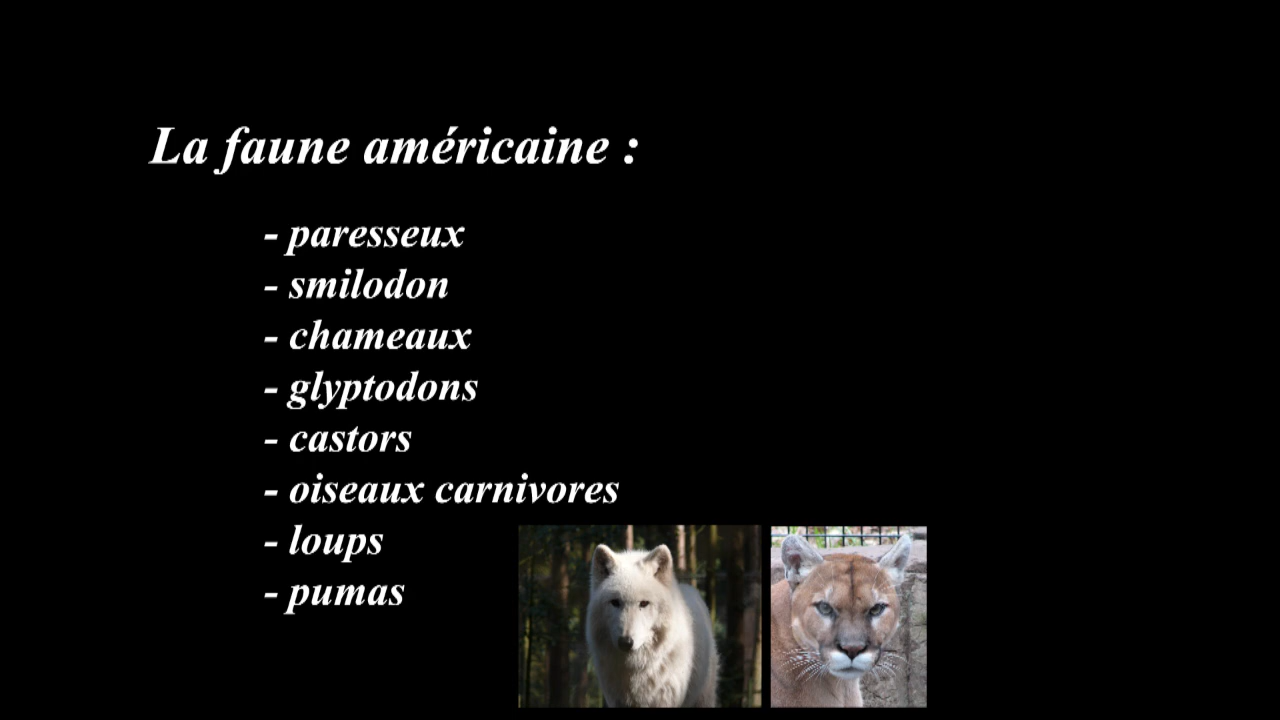 La faune américaine :
- paresseux
- smilodon
- chameaux
- glyptodons
- castors
- oiseaux carnivores
- loups
- pumas